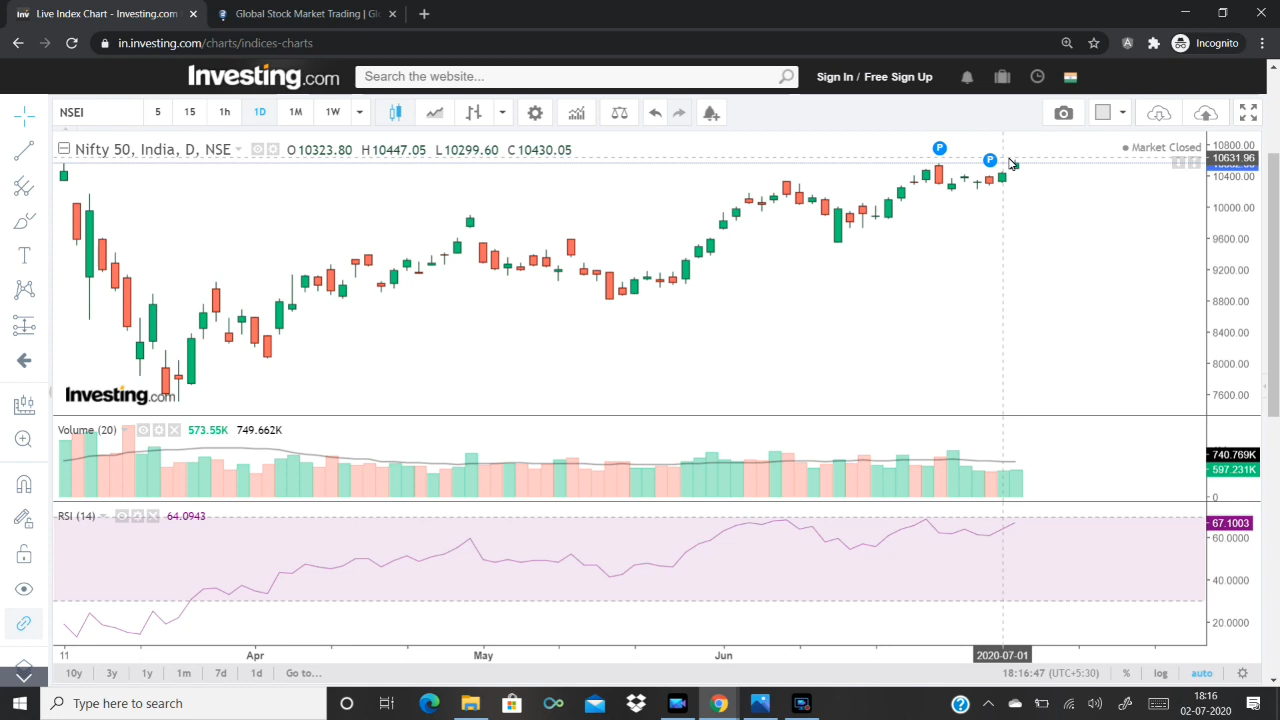 Live Index Chart - Investing.com
Global Stock Market Trading | Gl
in.investing.com/charts/indices-charts
Incognito
Investing.com
Search the website...
Sign In / Free Sign Up
NSEI
5
15
1h
1D
1M
1W
Nifty 50, India, D, NSE
O10323.80 H10447.05 L10299.60 C10430.05
Market Closed
P
P
10800.00
10631.96
10400.00
10000.00
9600.00
9200.00
8800.00
8400.00
8000.00
7600.00
Investing.com
Volume (20)
573.55K
749.662K
740.769K
597.231K
0
RSI (14)
64.0943
67.1003
60.0000
40.0000
20.0000
11
Apr
May
Jun
2020-07-01
10y
3y
1y
1m
7d
1d
Go to...
18:16:47 (UTC+5:30)
%
log
auto
Type here to search
18:16
02-07-2020